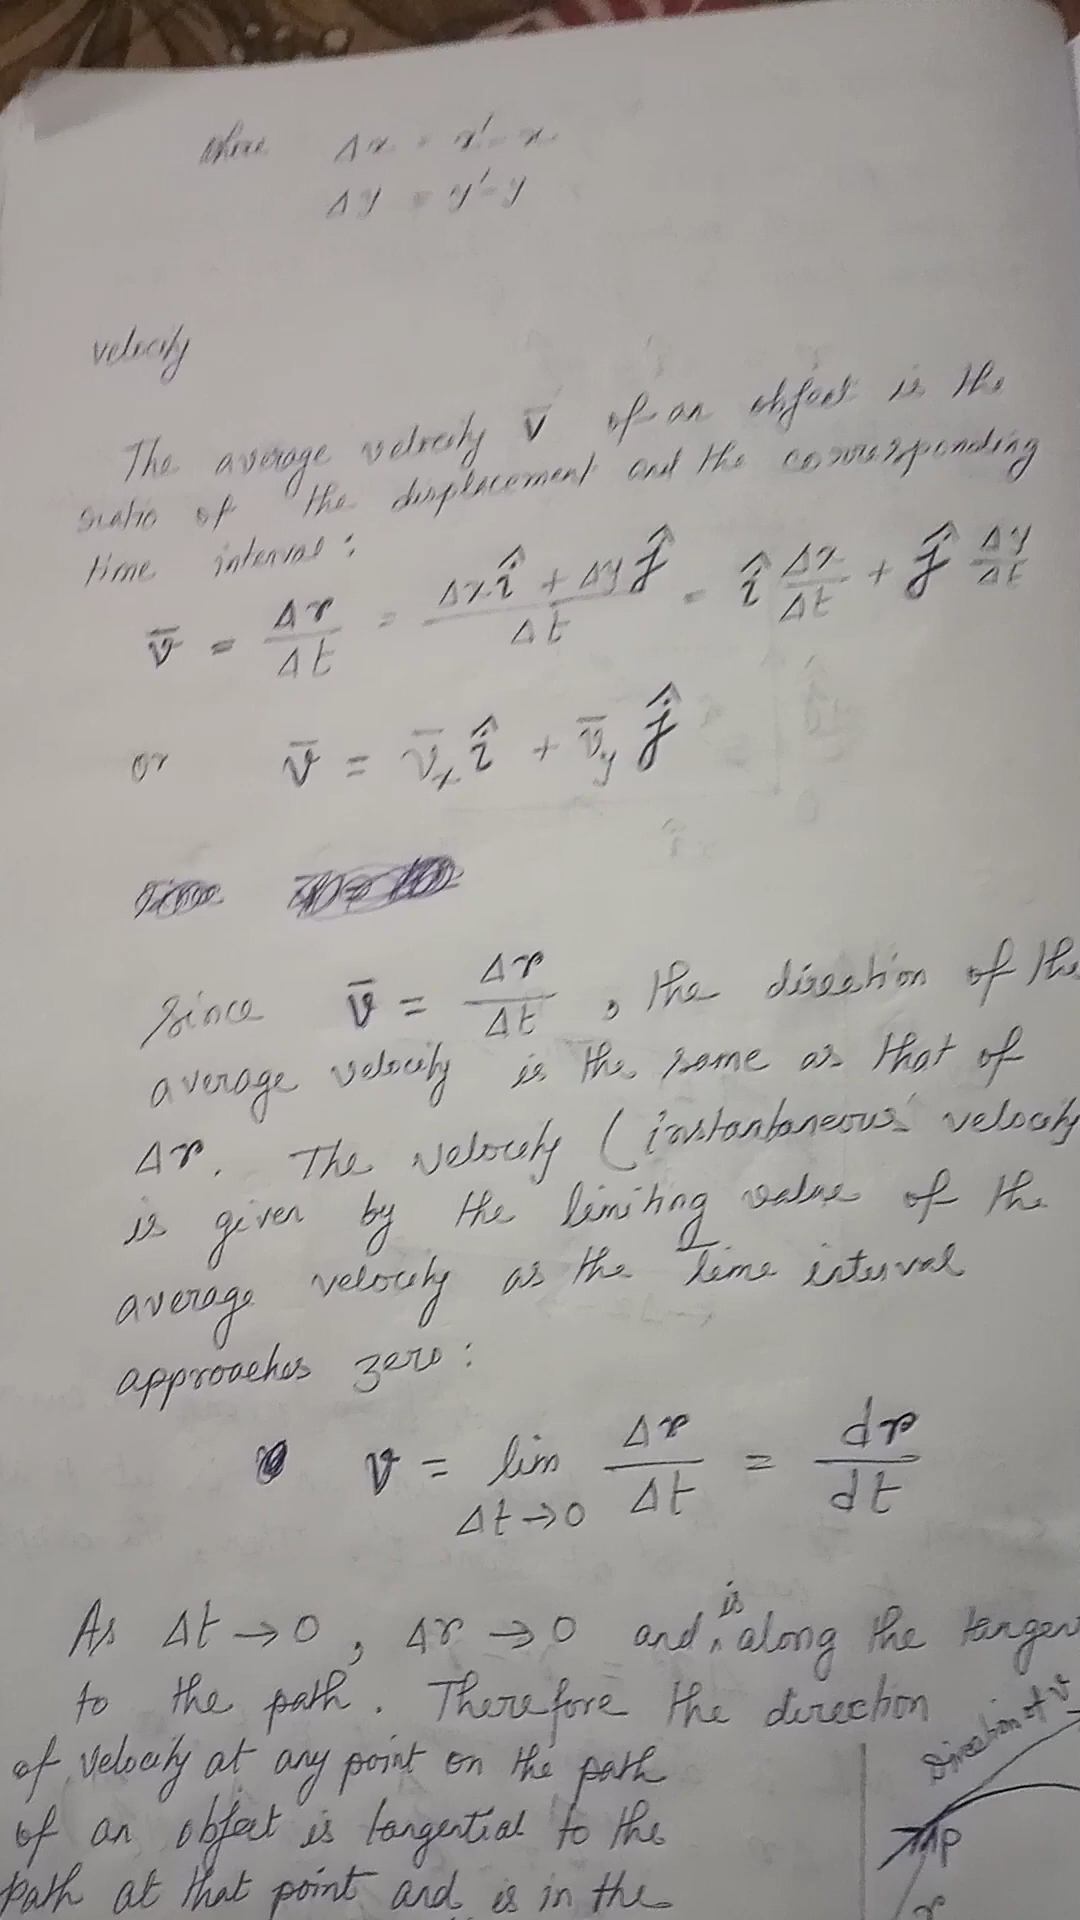 where Δx = x' - x
Δy = y' - y
velocity
The average velocity v̅ of an object is the
ratio of the displacement and the corresponding
time interval :
v̅ = Δr/Δt = (Δx î + Δy ĵ)/Δt = î Δx/Δt + ĵ Δy/Δt
or v̅ = v̅ₓ î + v̅ᵧ ĵ
Since v̅ = Δr/Δt , the direction of the
average velocity is the same as that of
Δr. The velocity (instantaneous velocity
is given by the limiting value of the
average velocity as the time interval
approaches zero :
v = lim Δt→0 Δr/Δt = dr/dt
As Δt → 0 , Δr → 0 and is along the tangen
to the path. Therefore the direction
of velocity at any point on the path
of an object is tangential to the
path at that point and is in the
Direction of v
P
r